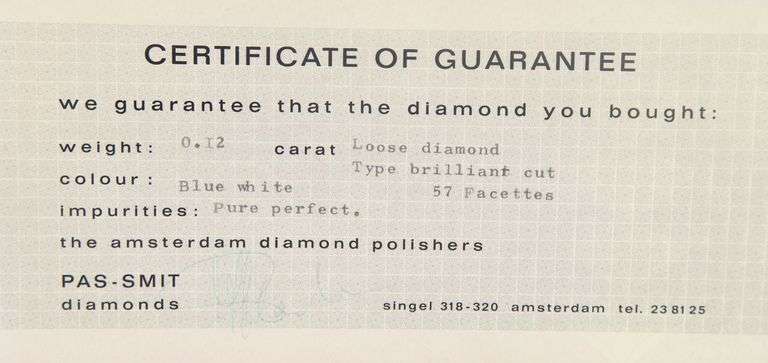 CERTIFICATE OF GUARANTEE
we guarantee that the diamond you bought:
weight: 0.12 carat Loose diamond
Type brilliant cut
colour: Blue white 57 Facettes
impurities: Pure perfect.
the amsterdam diamond polishers
PAS-SMIT
diamonds singel 318-320 amsterdam tel. 23 81 25